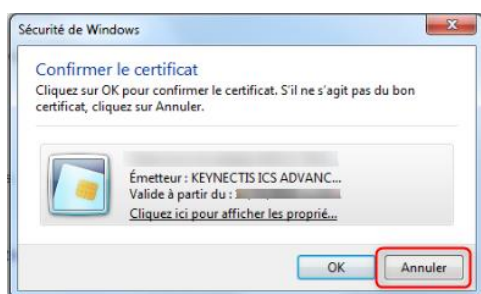 Sécurité de Windows
Confirmer le certificat
Cliquez sur OK pour confirmer le certificat. S'il ne s'agit pas du bon
certificat, cliquez sur Annuler.
Émetteur : KEYNECTIS ICS ADVANC...
Valide à partir du :
Cliquez ici pour afficher les proprié...
OK
Annuler